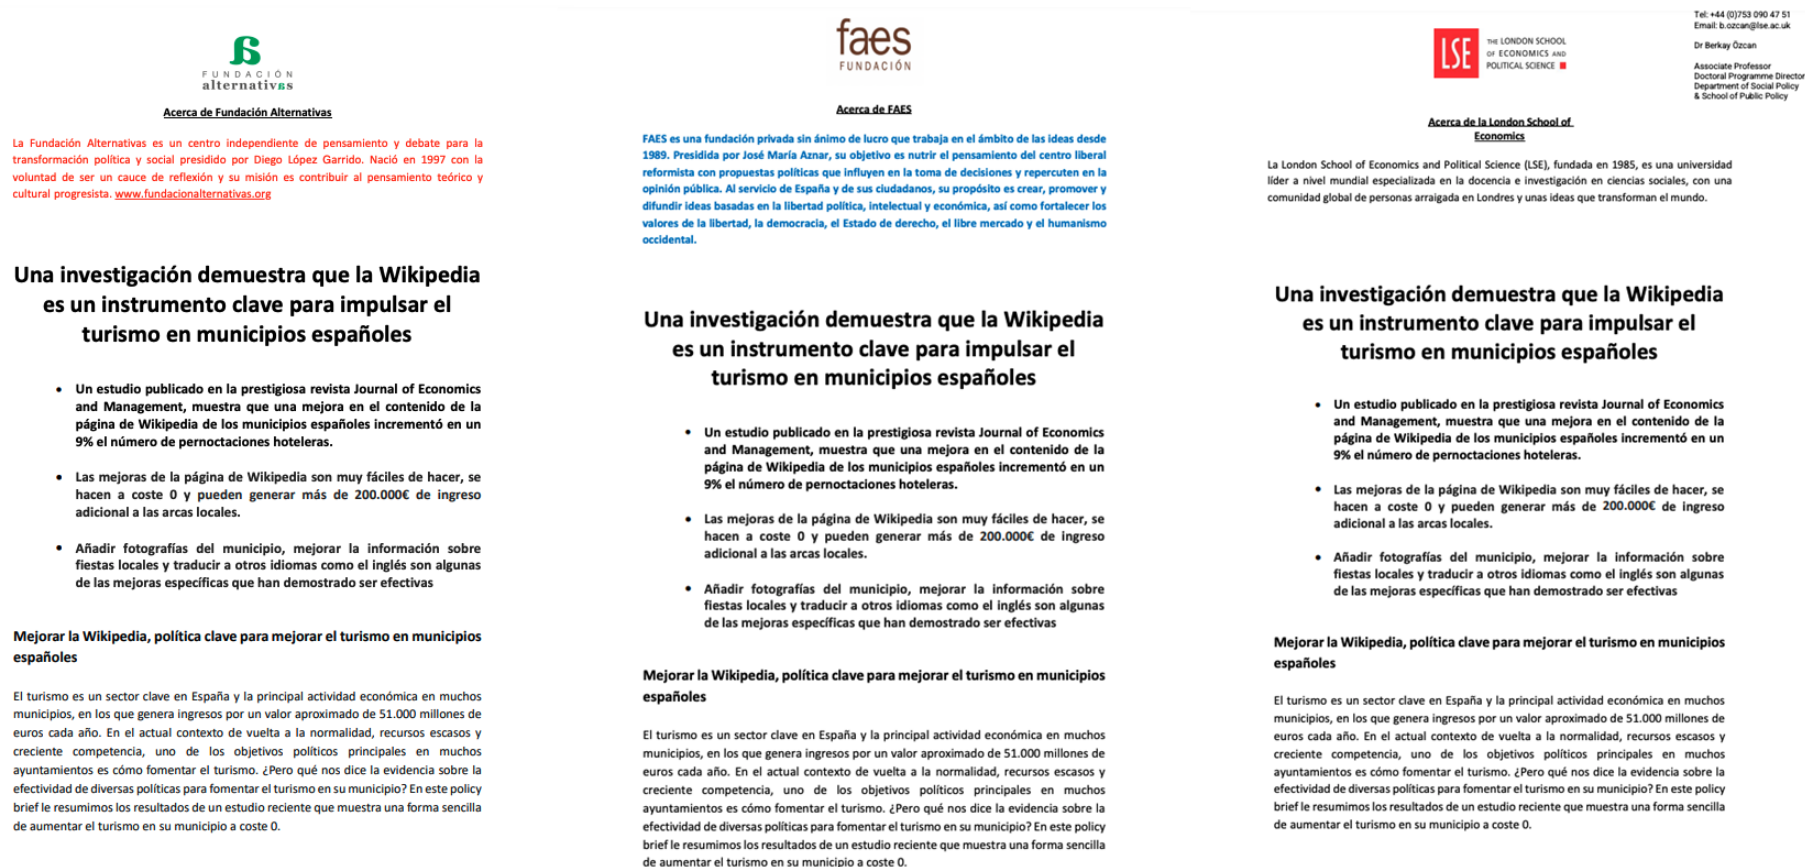 FUNDACIÓN
alternativas
Acerca de Fundación Alternativas
La Fundación Alternativas es un centro independiente de pensamiento y debate para la
transformación política y social presidido por Diego López Garrido. Nació en 1997 con la
voluntad de ser un cauce de reflexión y su misión es contribuir al pensamiento teórico y
cultural progresista. www.fundacionalternativas.org
Una investigación demuestra que la Wikipedia
es un instrumento clave para impulsar el
turismo en municipios españoles
• Un estudio publicado en la prestigiosa revista Journal of Economics
and Management, muestra que una mejora en el contenido de la
página de Wikipedia de los municipios españoles incrementó en un
9% el número de pernoctaciones hoteleras.
• Las mejoras de la página de Wikipedia son muy fáciles de hacer, se
hacen a coste 0 y pueden generar más de 200.000€ de ingreso
adicional a las arcas locales.
• Añadir fotografías del municipio, mejorar la información sobre
fiestas locales y traducir a otros idiomas como el inglés son algunas
de las mejoras específicas que han demostrado ser efectivas
Mejorar la Wikipedia, política clave para mejorar el turismo en municipios
españoles
El turismo es un sector clave en España y la principal actividad económica en muchos
municipios, en los que genera ingresos por un valor aproximado de 51.000 millones de
euros cada año. En el actual contexto de vuelta a la normalidad, recursos escasos y
creciente competencia, uno de los objetivos políticos principales en muchos
ayuntamientos es cómo fomentar el turismo. ¿Pero qué nos dice la evidencia sobre la
efectividad de diversas políticas para fomentar el turismo en su municipio? En este policy
brief le resumimos los resultados de un estudio reciente que muestra una forma sencilla
de aumentar el turismo en su municipio a coste 0.
faes
FUNDACIÓN
Acerca de FAES
FAES es una fundación privada sin ánimo de lucro que trabaja en el ámbito de las ideas desde
1989. Presidida por José María Aznar, su objetivo es nutrir el pensamiento del centro liberal
reformista con propuestas políticas que influyen en la toma de decisiones y repercuten en la
opinión pública. Al servicio de España y de sus ciudadanos, su propósito es crear, promover y
difundir ideas basadas en la libertad política, intelectual y económica, así como fortalecer los
valores de la libertad, la democracia, el Estado de derecho, el libre mercado y el humanismo
occidental.
Una investigación demuestra que la Wikipedia
es un instrumento clave para impulsar el
turismo en municipios españoles
• Un estudio publicado en la prestigiosa revista Journal of Economics
and Management, muestra que una mejora en el contenido de la
página de Wikipedia de los municipios españoles incrementó en un
9% el número de pernoctaciones hoteleras.
• Las mejoras de la página de Wikipedia son muy fáciles de hacer, se
hacen a coste 0 y pueden generar más de 200.000€ de ingreso
adicional a las arcas locales.
• Añadir fotografías del municipio, mejorar la información sobre
fiestas locales y traducir a otros idiomas como el inglés son algunas
de las mejoras específicas que han demostrado ser efectivas
Mejorar la Wikipedia, política clave para mejorar el turismo en municipios
españoles
El turismo es un sector clave en España y la principal actividad económica en muchos
municipios, en los que genera ingresos por un valor aproximado de 51.000 millones de
euros cada año. En el actual contexto de vuelta a la normalidad, recursos escasos y
creciente competencia, uno de los objetivos políticos principales en muchos
ayuntamientos es cómo fomentar el turismo. ¿Pero qué nos dice la evidencia sobre la
efectividad de diversas políticas para fomentar el turismo en su municipio? En este policy
brief le resumimos los resultados de un estudio reciente que muestra una forma sencilla
de aumentar el turismo en su municipio a coste 0.
LSE
THE LONDON SCHOOL
OF ECONOMICS AND
POLITICAL SCIENCE
Tel: +44 (0)753 090 47 51
Email: b.ozcan@lse.ac.uk
Dr Berkay Özcan
Associate Professor
Doctoral Programme Director
Department of Social Policy
& School of Public Policy
Acerca de la London School of
Economics
La London School of Economics and Political Science (LSE), fundada en 1985, es una universidad
líder a nivel mundial especializada en la docencia e investigación en ciencias sociales, con una
comunidad global de personas arraigada en Londres y unas ideas que transforman el mundo.
Una investigación demuestra que la Wikipedia
es un instrumento clave para impulsar el
turismo en municipios españoles
• Un estudio publicado en la prestigiosa revista Journal of Economics
and Management, muestra que una mejora en el contenido de la
página de Wikipedia de los municipios españoles incrementó en un
9% el número de pernoctaciones hoteleras.
• Las mejoras de la página de Wikipedia son muy fáciles de hacer, se
hacen a coste 0 y pueden generar más de 200.000€ de ingreso
adicional a las arcas locales.
• Añadir fotografías del municipio, mejorar la información sobre
fiestas locales y traducir a otros idiomas como el inglés son algunas
de las mejoras específicas que han demostrado ser efectivas
Mejorar la Wikipedia, política clave para mejorar el turismo en municipios
españoles
El turismo es un sector clave en España y la principal actividad económica en muchos
municipios, en los que genera ingresos por un valor aproximado de 51.000 millones de
euros cada año. En el actual contexto de vuelta a la normalidad, recursos escasos y
creciente competencia, uno de los objetivos políticos principales en muchos
ayuntamientos es cómo fomentar el turismo. ¿Pero qué nos dice la evidencia sobre la
efectividad de diversas políticas para fomentar el turismo en su municipio? En este policy
brief le resumimos los resultados de un estudio reciente que muestra una forma sencilla
de aumentar el turismo en su municipio a coste 0.